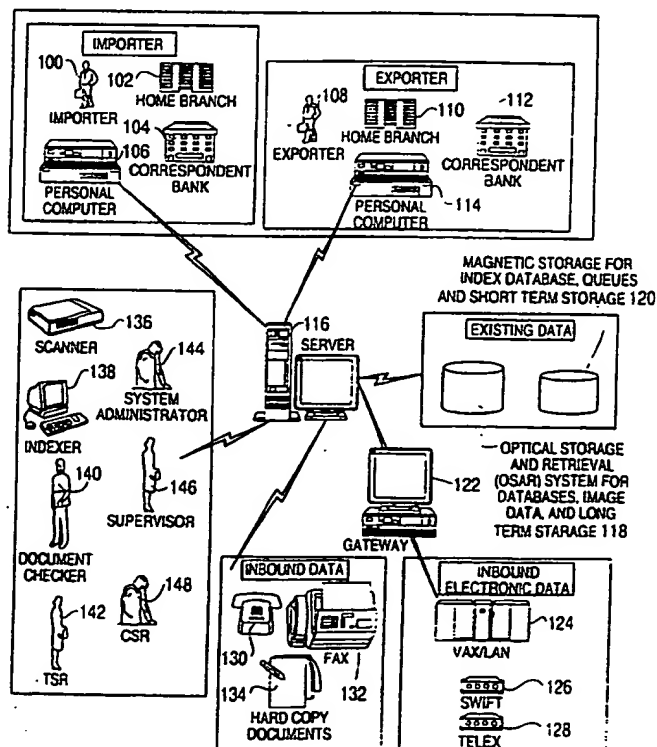 IMPORTER
100
102
HOME BRANCH
IMPORTER
104
106
CORRESPONDENT
BANK
PERSONAL
COMPUTER
EXPORTER
108
110
112
HOME BRANCH
EXPORTER
CORRESPONDENT
BANK
114
PERSONAL
COMPUTER
MAGNETIC STORAGE FOR
INDEX DATABASE, QUEUES
AND SHORT TERM STORAGE 120
116
SERVER
EXISTING DATA
136
SCANNER
138
144
SYSTEM
ADMINISTRATOR
INDEXER
140
146
SUPERVISOR
DOCUMENT
CHECKER
142
148
CSR
TSR
OPTICAL STORAGE
AND RETRIEVAL
(OSAR) SYSTEM FOR
DATABASES, IMAGE
DATA, AND LONG
TERM STARAGE 118
122
GATEWAY
INBOUND DATA
130
FAX
132
134
HARD COPY
DOCUMENTS
INBOUND
ELECTRONIC DATA
124
VAX/LAN
126
SWIFT
128
TELEX